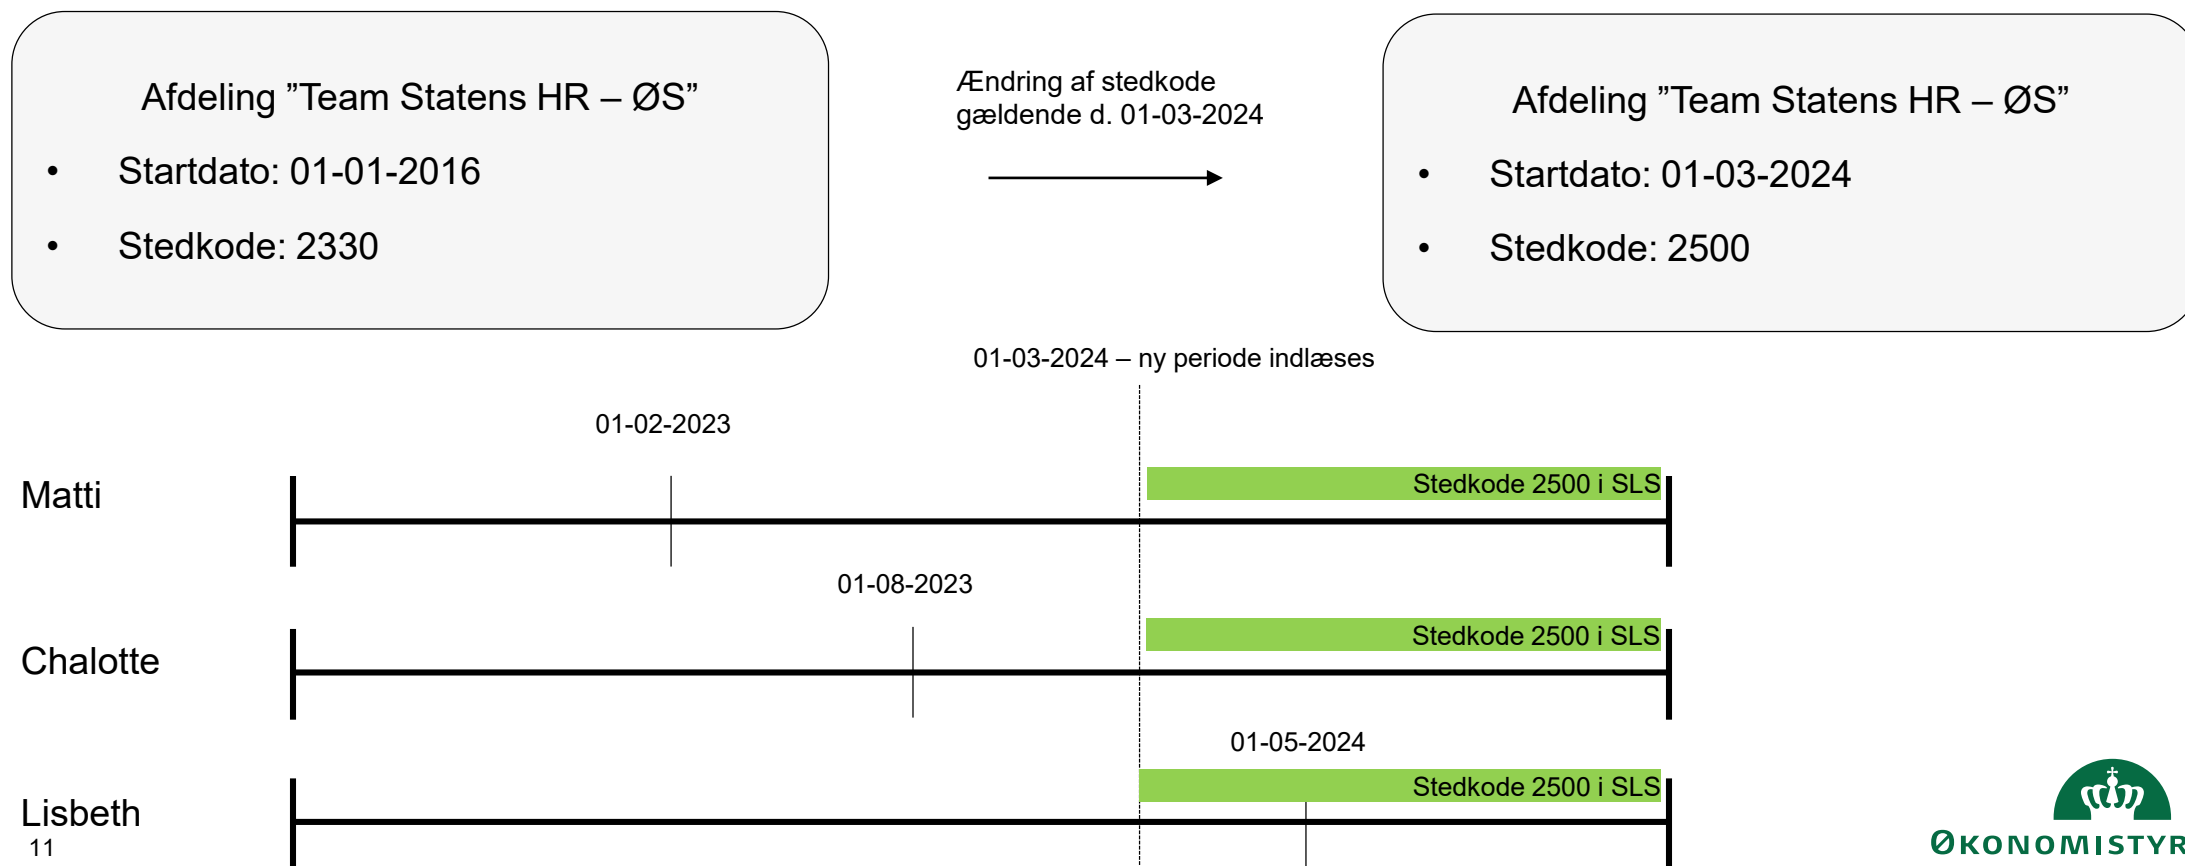 Afdeling ”Team Statens HR – ØS”
• Startdato: 01-01-2016
• Stedkode: 2330
Ændring af stedkode
gældende d. 01-03-2024
Afdeling ”Team Statens HR – ØS”
• Startdato: 01-03-2024
• Stedkode: 2500
01-03-2024 – ny periode indlæses
01-02-2023
Matti
Stedkode 2500 i SLS
01-08-2023
Chalotte
Stedkode 2500 i SLS
01-05-2024
Lisbeth
Stedkode 2500 i SLS
11
ØKONOMISTYR